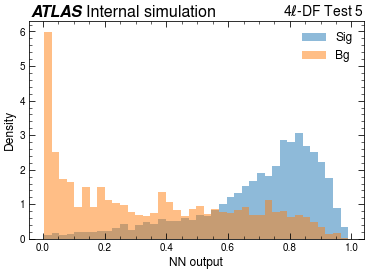 ATLAS Internal simulation
4ℓ-DF Test 5
Sig
Bg
Density
6
5
4
3
2
1
0
0.0 0.2 0.4 0.6 0.8 1.0
NN output